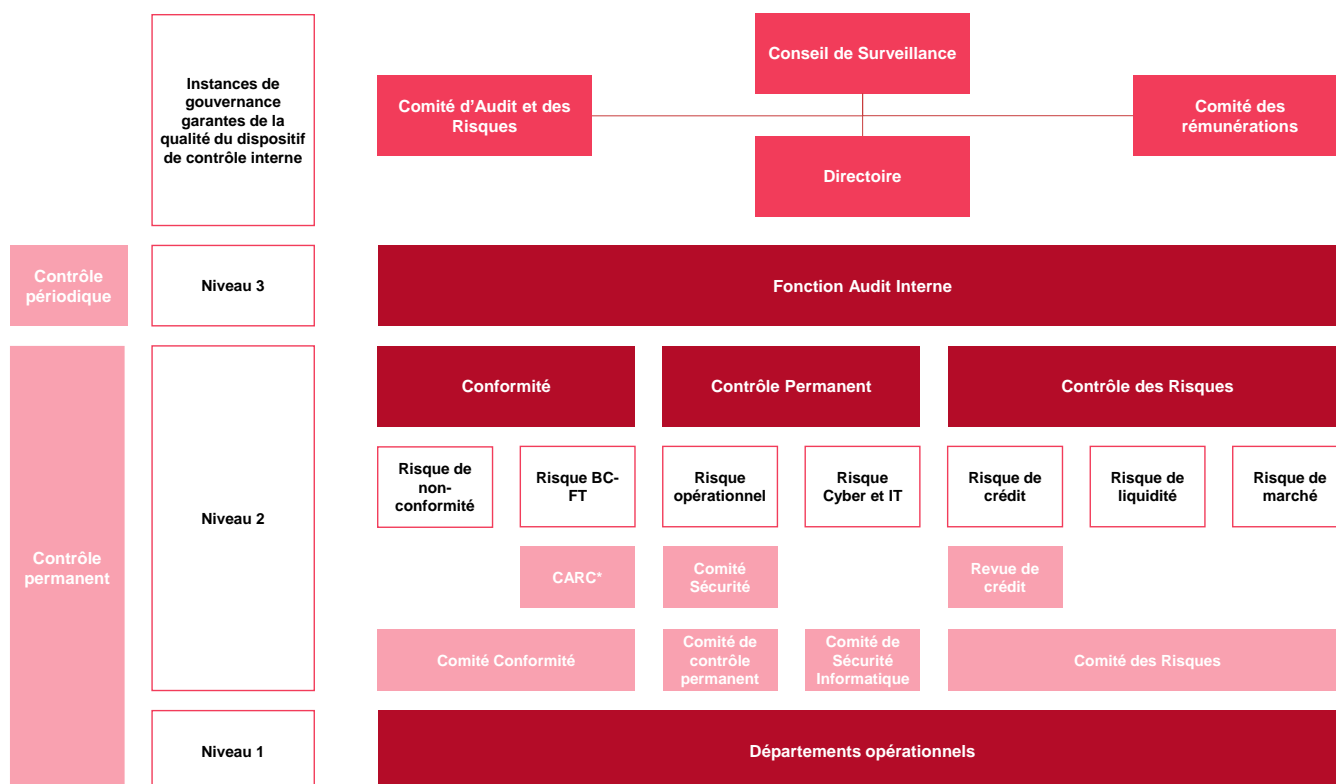 Instances de
gouvernance
garantes de la
qualité du dispositif
de contrôle interne
Conseil de Surveillance
Comité d'Audit et des
Risques
Comité des
rémunérations
Directoire
Contrôle
périodique
Niveau 3
Fonction Audit Interne
Contrôle
permanent
Niveau 2
Conformité
Contrôle Permanent
Contrôle des Risques
Risque de
non-
conformité
Risque BC-
FT
Risque
opérationnel
Risque
Cyber et IT
Risque de
crédit
Risque de
liquidité
Risque de
marché
CARC*
Comité
Sécurité
Revue de
crédit
Comité Conformité
Comité de
contrôle
permanent
Comité de
Sécurité
Informatique
Comité des Risques
Niveau 1
Départements opérationnels